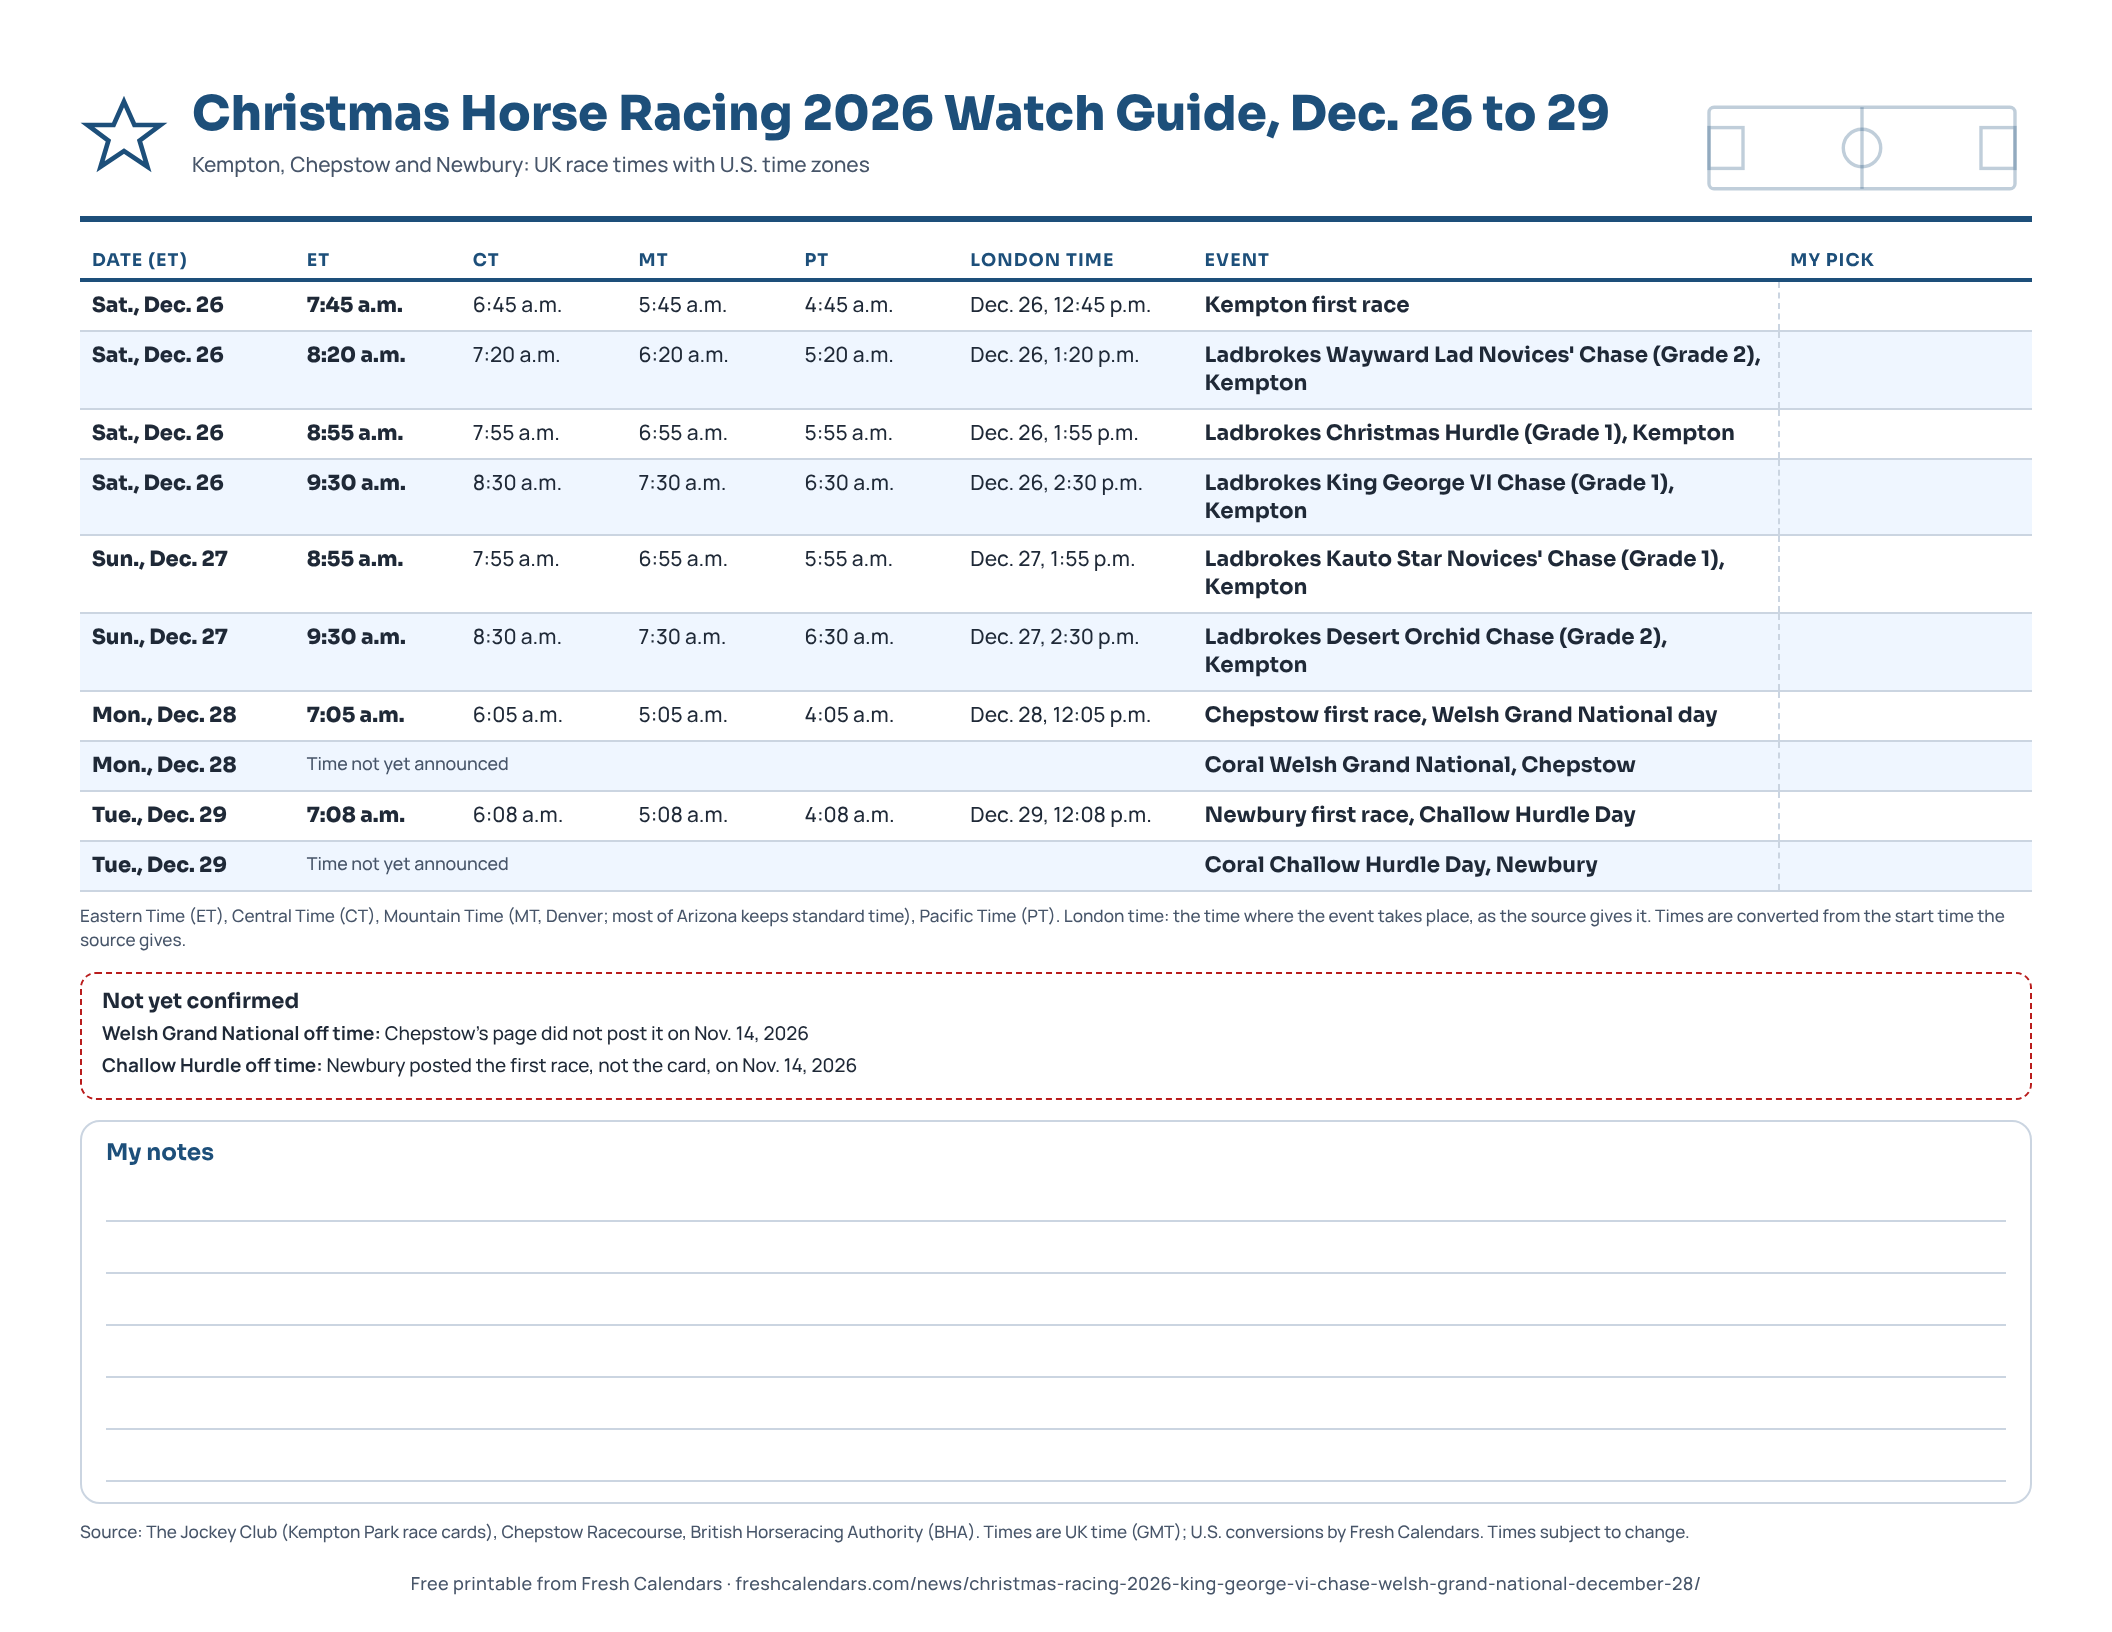 Christmas Horse Racing 2026 Watch Guide, Dec. 26 to 29
Kempton, Chepstow and Newbury: UK race times with U.S. time zones
DATE (ET) ET CT MT PT LONDON TIME EVENT MY PICK
Sat., Dec. 26 7:45 a.m. 6:45 a.m. 5:45 a.m. 4:45 a.m. Dec. 26, 12:45 p.m. Kempton first race
Sat., Dec. 26 8:20 a.m. 7:20 a.m. 6:20 a.m. 5:20 a.m. Dec. 26, 1:20 p.m. Ladbrokes Wayward Lad Novices' Chase (Grade 2),
Kempton
Sat., Dec. 26 8:55 a.m. 7:55 a.m. 6:55 a.m. 5:55 a.m. Dec. 26, 1:55 p.m. Ladbrokes Christmas Hurdle (Grade 1), Kempton
Sat., Dec. 26 9:30 a.m. 8:30 a.m. 7:30 a.m. 6:30 a.m. Dec. 26, 2:30 p.m. Ladbrokes King George VI Chase (Grade 1),
Kempton
Sun., Dec. 27 8:55 a.m. 7:55 a.m. 6:55 a.m. 5:55 a.m. Dec. 27, 1:55 p.m. Ladbrokes Kauto Star Novices' Chase (Grade 1),
Kempton
Sun., Dec. 27 9:30 a.m. 8:30 a.m. 7:30 a.m. 6:30 a.m. Dec. 27, 2:30 p.m. Ladbrokes Desert Orchid Chase (Grade 2),
Kempton
Mon., Dec. 28 7:05 a.m. 6:05 a.m. 5:05 a.m. 4:05 a.m. Dec. 28, 12:05 p.m. Chepstow first race, Welsh Grand National day
Mon., Dec. 28 Time not yet announced Coral Welsh Grand National, Chepstow
Tue., Dec. 29 7:08 a.m. 6:08 a.m. 5:08 a.m. 4:08 a.m. Dec. 29, 12:08 p.m. Newbury first race, Challow Hurdle Day
Tue., Dec. 29 Time not yet announced Coral Challow Hurdle Day, Newbury
Eastern Time (ET), Central Time (CT), Mountain Time (MT, Denver; most of Arizona keeps standard time), Pacific Time (PT). London time: the time where the event takes place, as the source gives it. Times are converted from the start time the
source gives.
Not yet confirmed
Welsh Grand National off time: Chepstow's page did not post it on Nov. 14, 2026
Challow Hurdle off time: Newbury posted the first race, not the card, on Nov. 14, 2026
My notes
Source: The Jockey Club (Kempton Park race cards), Chepstow Racecourse, British Horseracing Authority (BHA). Times are UK time (GMT); U.S. conversions by Fresh Calendars. Times subject to change.
Free printable from Fresh Calendars · freshcalendars.com/news/christmas-racing-2026-king-george-vi-chase-welsh-grand-national-december-28/